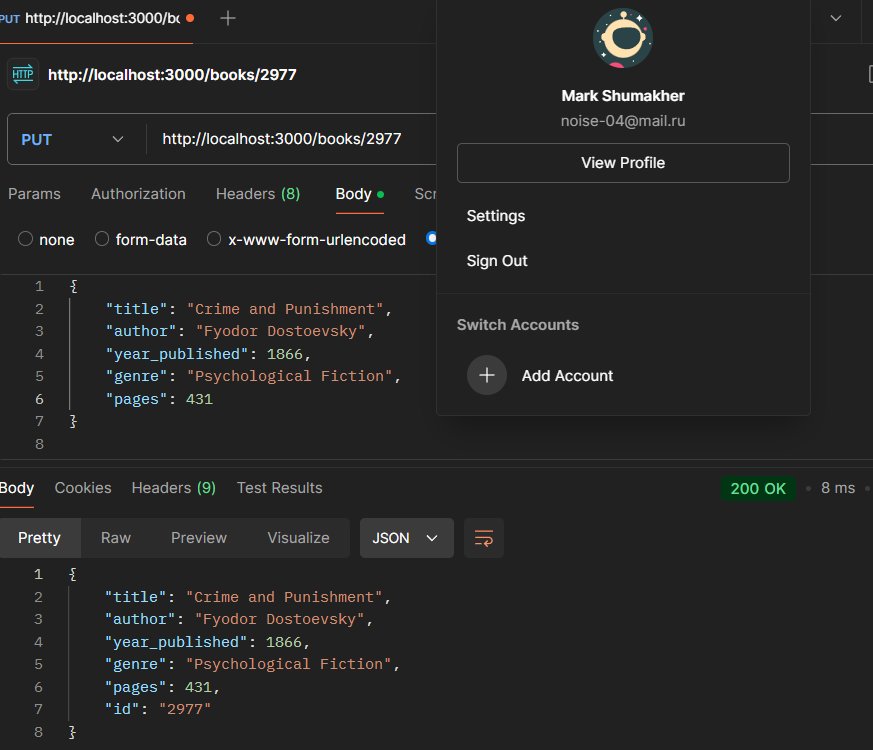 PUT http://localhost:3000/bo
HTTP http://localhost:3000/books/2977
PUT http://localhost:3000/books/2977
Params Authorization Headers (8) Body
none form-data x-www-form-urlencoded
1 {
2 "title": "Crime and Punishment",
3 "author": "Fyodor Dostoevsky",
4 "year_published": 1866,
5 "genre": "Psychological Fiction",
6 "pages": 431
7 }
8
Mark Shumakher
noise-04@mail.ru
View Profile
Settings
Sign Out
Switch Accounts
Add Account
Body Cookies Headers (9) Test Results 200 OK 8 ms
Pretty Raw Preview Visualize JSON
1 {
2 "title": "Crime and Punishment",
3 "author": "Fyodor Dostoevsky",
4 "year_published": 1866,
5 "genre": "Psychological Fiction",
6 "pages": 431,
7 "id": "2977"
8 }